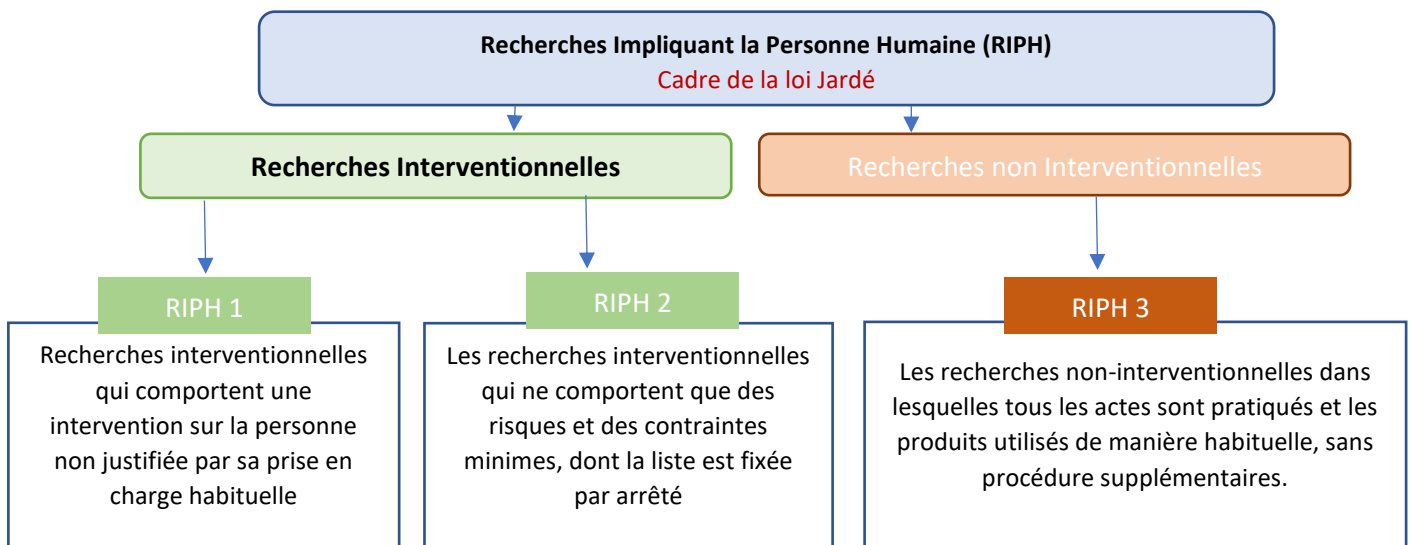 Recherches Impliquant la Personne Humaine (RIPH)
Cadre de la loi Jardé
Recherches Interventionnelles
Recherches non Interventionnelles
RIPH 1
Recherches interventionnelles
qui comportent une
intervention sur la personne
non justifiée par sa prise en
charge habituelle
RIPH 2
Les recherches interventionnelles
qui ne comportent que des
risques et des contraintes
minimes, dont la liste est fixée
par arrêté
RIPH 3
Les recherches non-interventionnelles dans
lesquelles tous les actes sont pratiqués et les
produits utilisés de manière habituelle, sans
procédure supplémentaires.